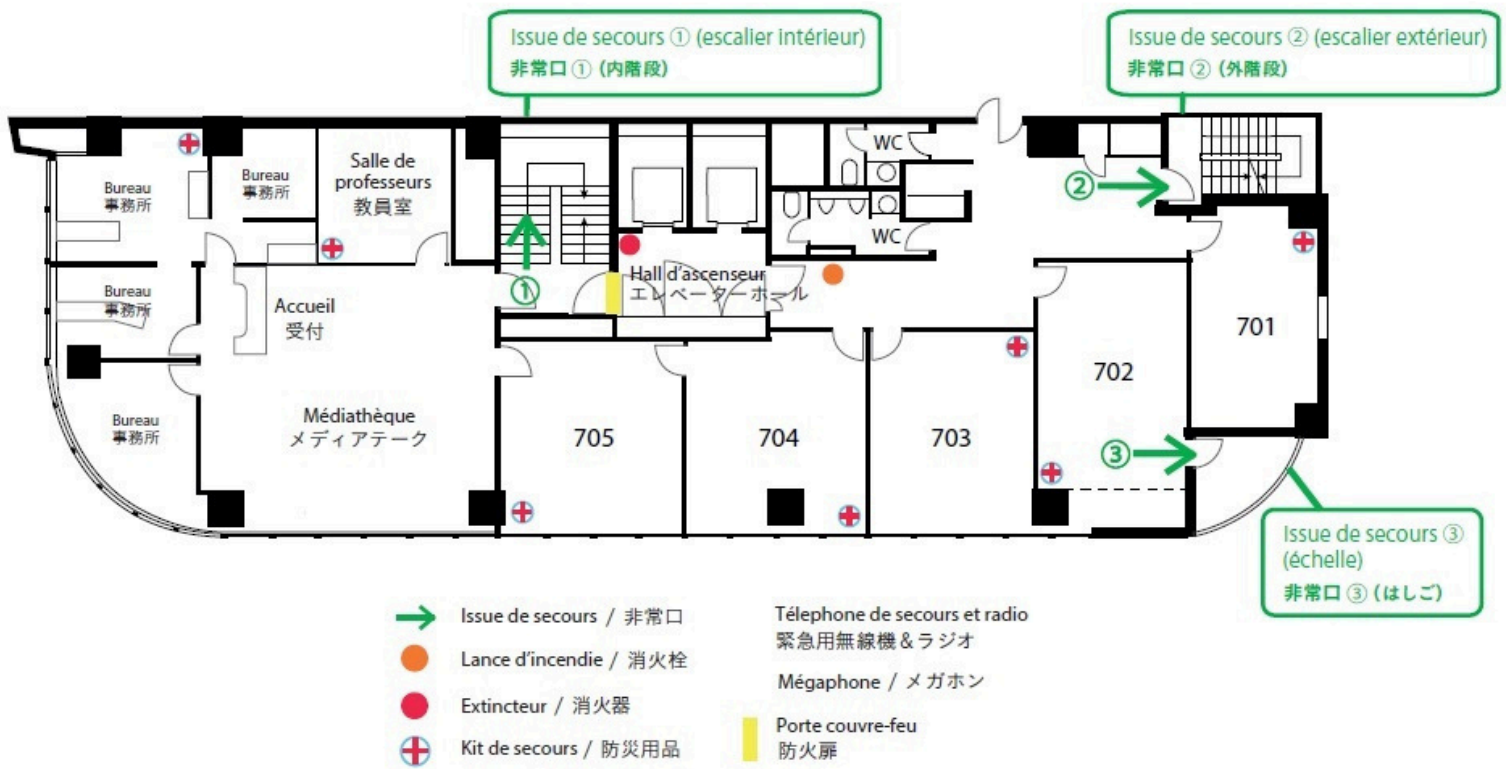 Issue de secours ① (escalier intérieur)
非常口 ① (内階段)
Issue de secours ② (escalier extérieur)
非常口 ② (外階段)
WC
Salle de
professeurs
教員室
Bureau
事務所
Bureau
事務所
②
WC
①
Hall d'ascenseur
エレベーターホール
Bureau
事務所
Accueil
受付
701
702
Médiathèque
メディアテーク
Bureau
事務所
705
704
703
③
Issue de secours ③
(échelle)
非常口 ③ (はしご)
Issue de secours / 非常口
Lance d'incendie / 消火栓
Extincteur / 消火器
Kit de secours / 防災用品
Télephone de secours et radio
緊急用無線機&ラジオ
Mégaphone / メガホン
Porte couvre-feu
防火扉